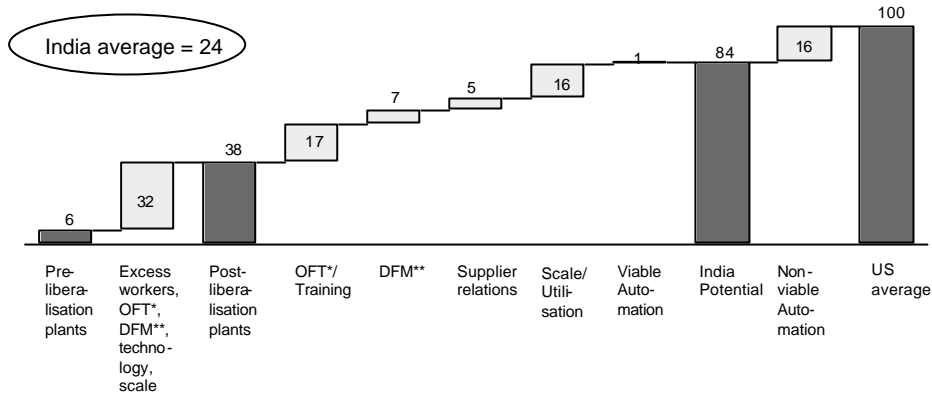 India average = 24
100
16
84
1
16
5
7
17
38
32
6
Pre-
libera-
lisation
plants
Excess
workers,
OFT*,
DFM**,
techno-
logy,
scale
Post-
libera-
lisation
plants
OFT*/
Training
DFM**
Supplier
relations
Scale/
Utili-
sation
Viable
Auto-
mation
India
Potential
Non-
viable
Auto-
mation
US
average